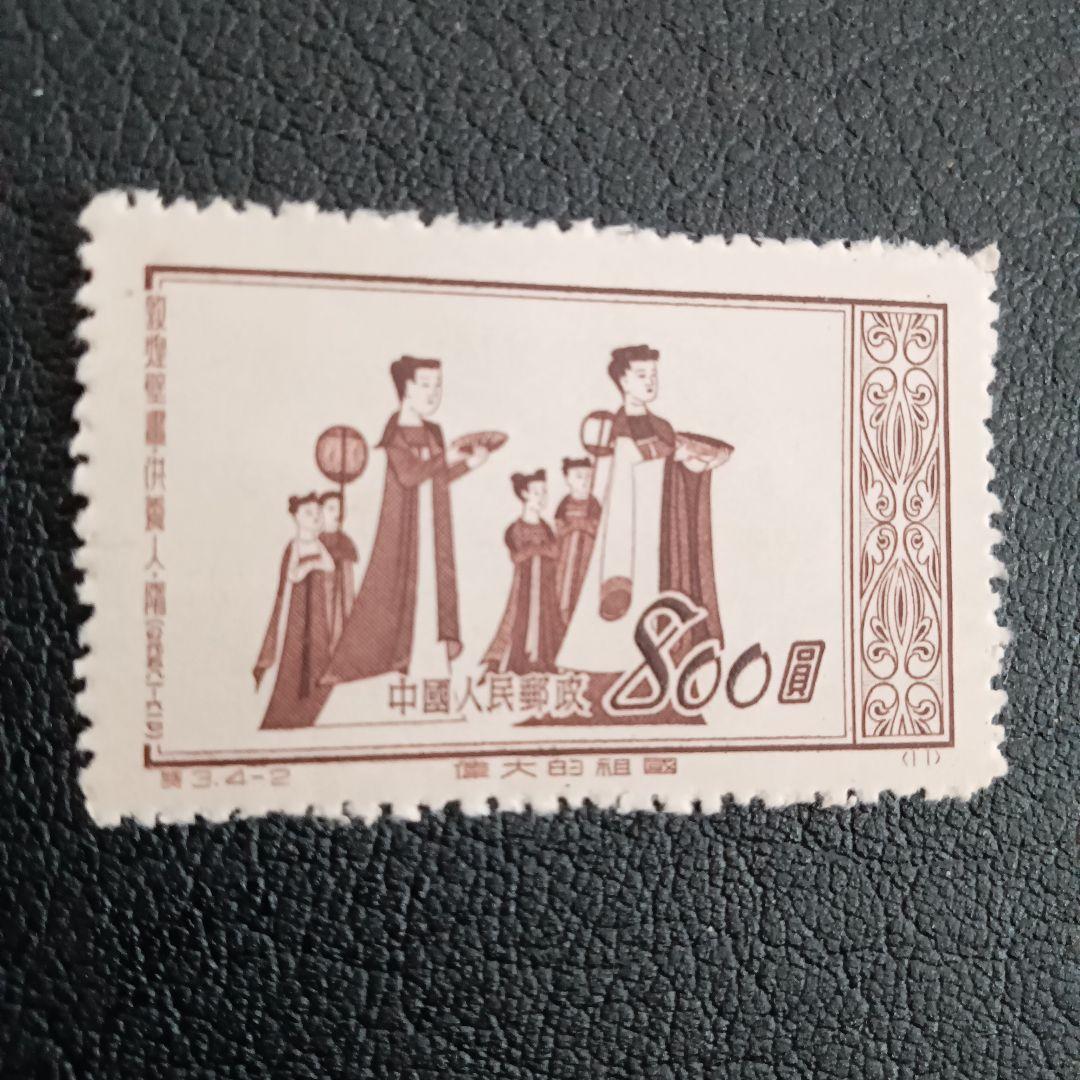 敦煌壁畫·供養人·隋
中國人民郵政
800圓
特3.4-2
偉大的祖國
(11)